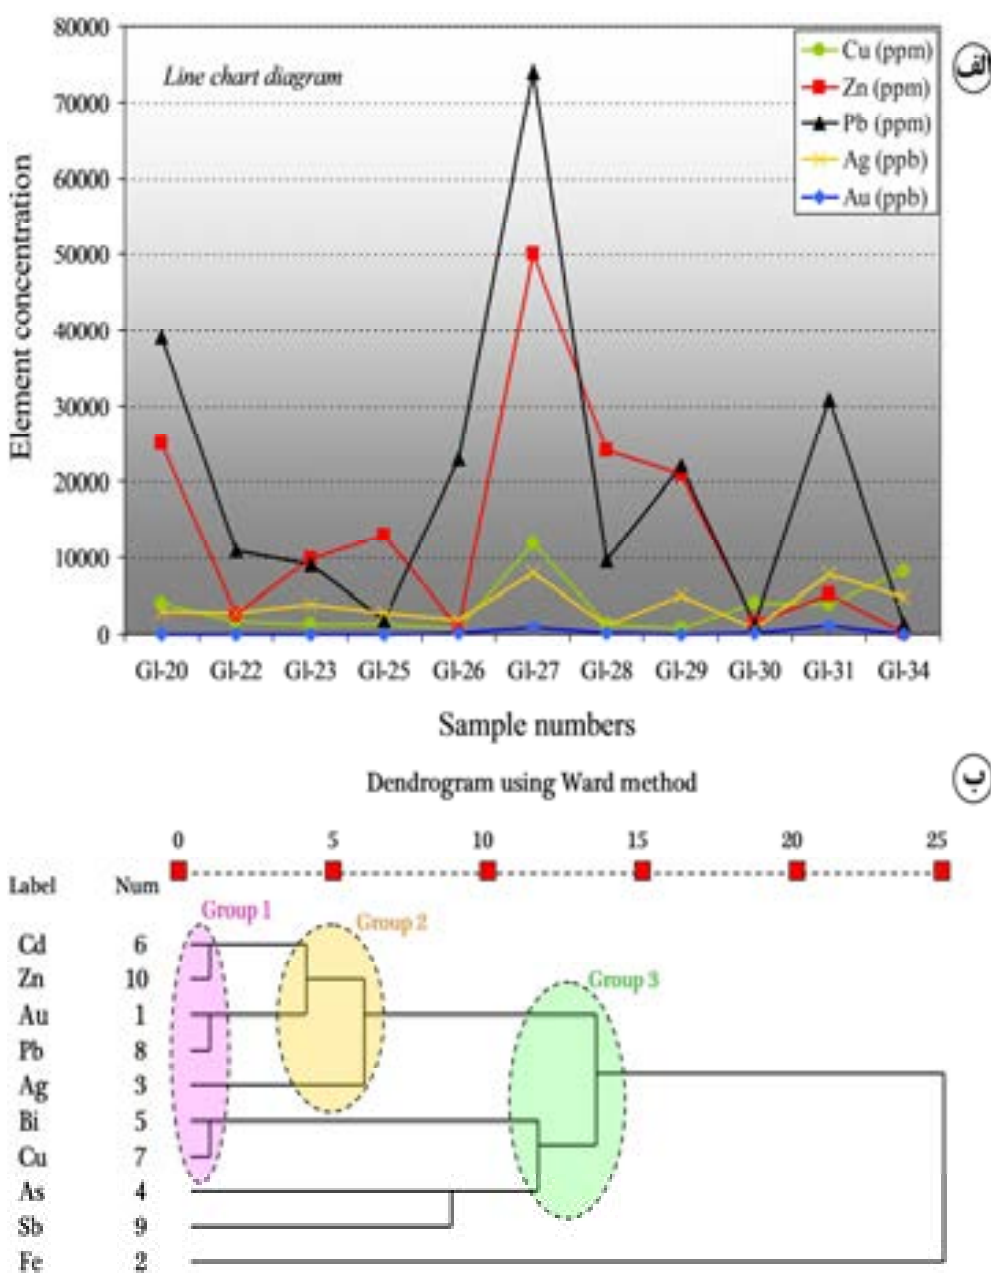 الف
80000
70000
60000
50000
40000
30000
20000
10000
0
Element concentration
Line chart diagram
Cu (ppm)
Zn (ppm)
Pb (ppm)
Ag (ppb)
Au (ppb)
Gl-20 Gl-22 Gl-23 Gl-25 Gl-26 Gl-27 Gl-28 Gl-29 Gl-30 Gl-31 Gl-34
Sample numbers
ب
Dendrogram using Ward method
0 5 10 15 20 25
Label Num
Group 1
Group 2
Group 3
Cd 6
Zn 10
Au 1
Pb 8
Ag 3
Bi 5
Cu 7
As 4
Sb 9
Fe 2